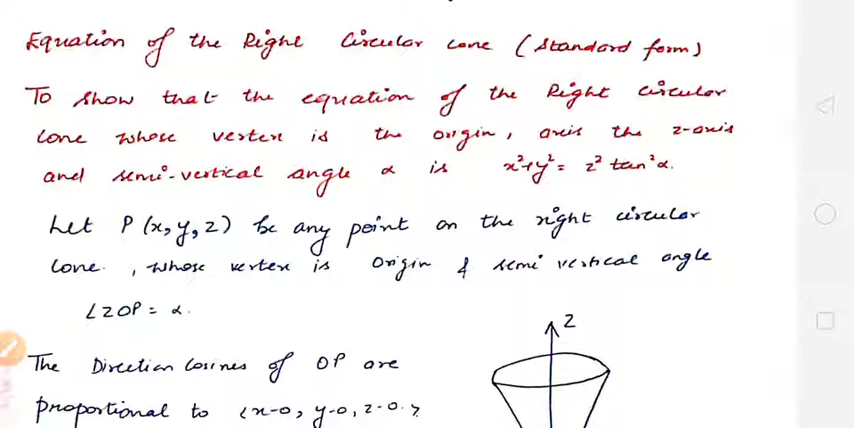 Equation of the Right Circular cone (Standard form)
To show that the equation of the Right circular
cone whose vertex is the origin, axis the z-axis
and semi-vertical angle α is x²+y² = z² tan²α.
Let P(x,y,z) be any point on the right circular
cone. , whose vertex is origin & semi vertical angle
∠ZOP = α.
Z
The Direction Cosines of OP are
proportional to <x-0, y-0, z-0.>